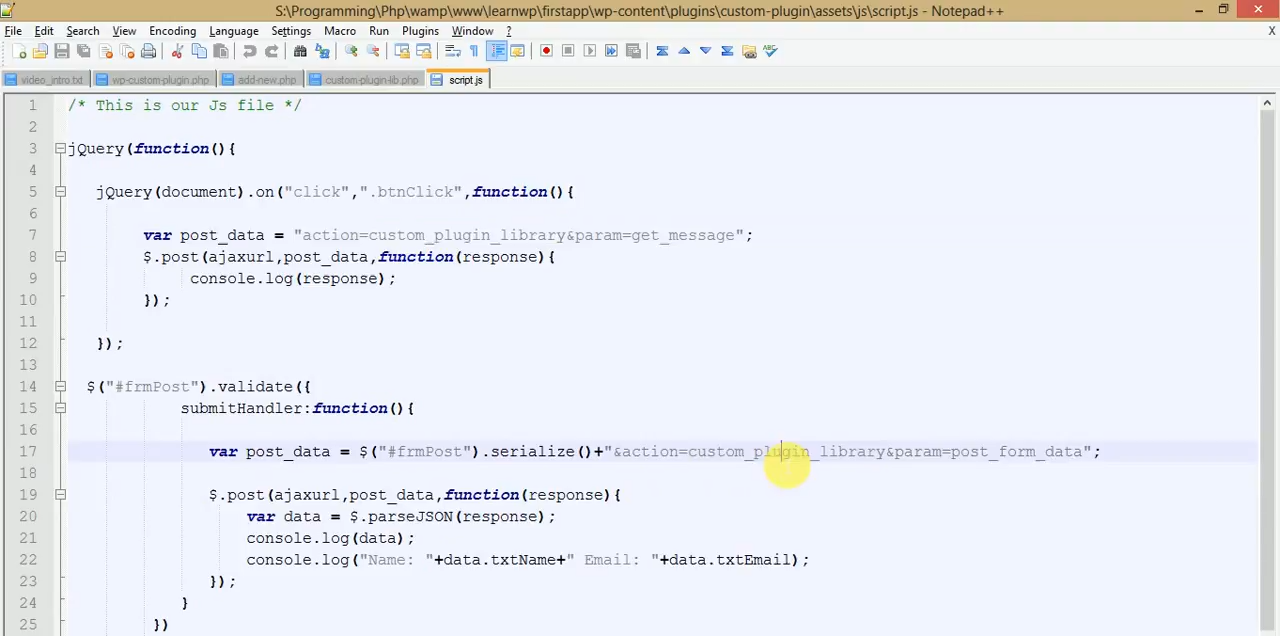 S:\Programming\Php\wamp\www\learnwp\firstapp\wp-content\plugins\custom-plugin\assets\js\script.js - Notepad++
File Edit Search View Encoding Language Settings Macro Run Plugins Window ? X
video_intro.txt wp-custom-plugin.php add-new.php custom-plugin-lib.php script.js
1 /* This is our Js file */
2
3 jQuery(function(){
4
5 jQuery(document).on("click",".btnClick",function(){
6
7 var post_data = "action=custom_plugin_library&param=get_message";
8 $.post(ajaxurl,post_data,function(response){
9 console.log(response);
10 });
11
12 });
13
14 $("#frmPost").validate({
15 submitHandler:function(){
16
17 var post_data = $("#frmPost").serialize()+"&action=custom_plugin_library&param=post_form_data";
18
19 $.post(ajaxurl,post_data,function(response){
20 var data = $.parseJSON(response);
21 console.log(data);
22 console.log("Name: "+data.txtName+" Email: "+data.txtEmail);
23 });
24 }
25 })